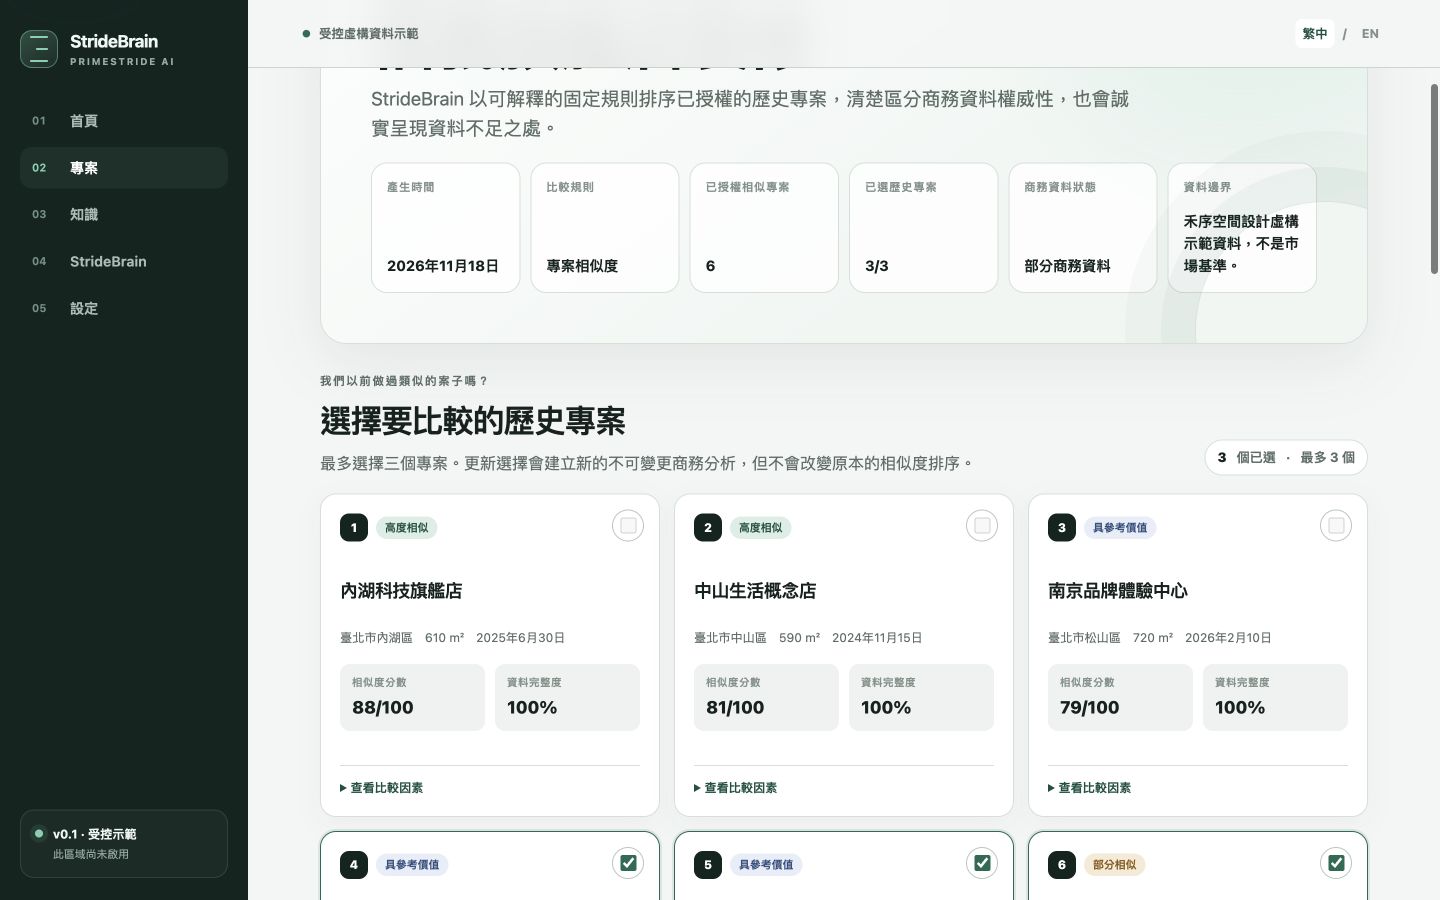 StrideBrain
PRIMESTRIDE AI
01 首頁
02 專案
03 知識
04 StrideBrain
05 設定
v0.1 · 受控示範
此區域尚未啟用
受控虛構資料示範
繁中 / EN
StrideBrain 以可解釋的固定規則排序已授權的歷史專案，清楚區分商務資料權威性，也會誠
實呈現資料不足之處。
產生時間
2026年11月18日
比較規則
專案相似度
已授權相似專案
6
已選歷史專案
3/3
商務資料狀態
部分商務資料
資料邊界
禾序空間設計虛構
示範資料，不是市
場基準。
我們以前做過類似的案子嗎？
選擇要比較的歷史專案
最多選擇三個專案。更新選擇會建立新的不可變更商務分析，但不會改變原本的相似度排序。
3 個已選 · 最多 3 個
1 高度相似
內湖科技旗艦店
臺北市內湖區 610 m² 2025年6月30日
相似度分數
88/100
資料完整度
100%
▶ 查看比較因素
2 高度相似
中山生活概念店
臺北市中山區 590 m² 2024年11月15日
相似度分數
81/100
資料完整度
100%
▶ 查看比較因素
3 具參考價值
南京品牌體驗中心
臺北市松山區 720 m² 2026年2月10日
相似度分數
79/100
資料完整度
100%
▶ 查看比較因素
4 具參考價值
5 具參考價值
6 部分相似